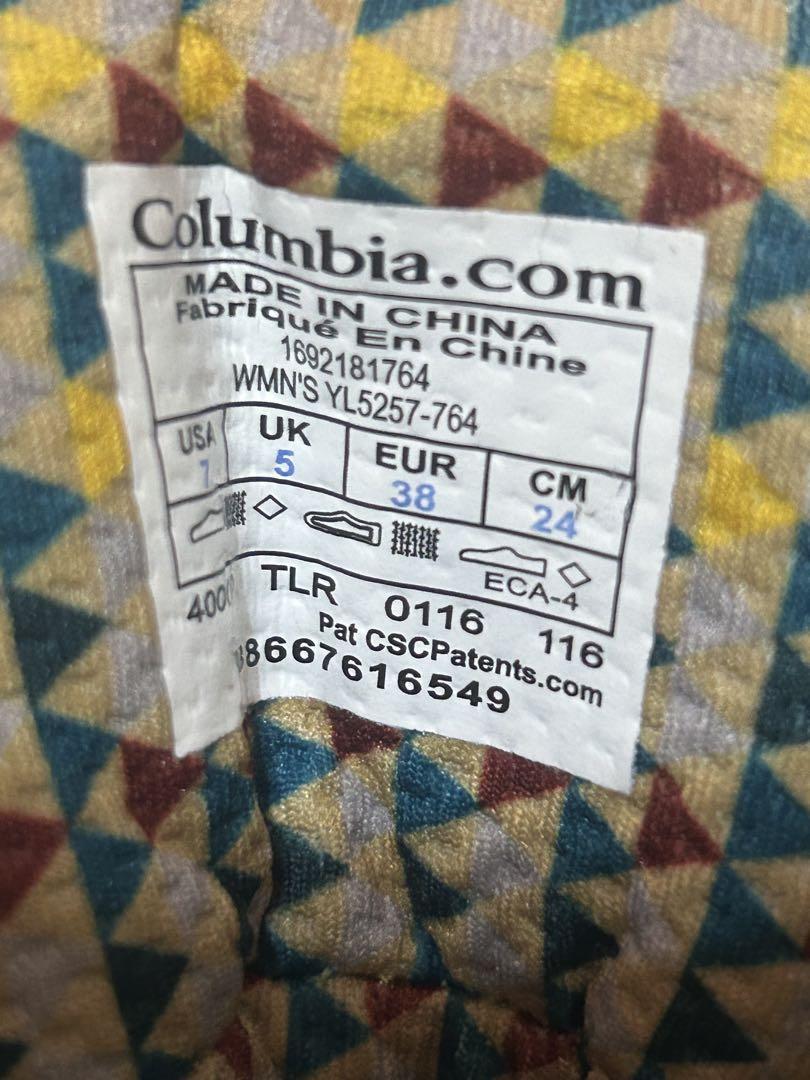 Columbia.com
MADE IN CHINA
Fabriqué En Chine
1692181764
WMN'S YL5257-764
USA UK EUR CM
7 5 38 24
ECA-4
TLR 0116 116
Pat CSCPatents.com
8667616549